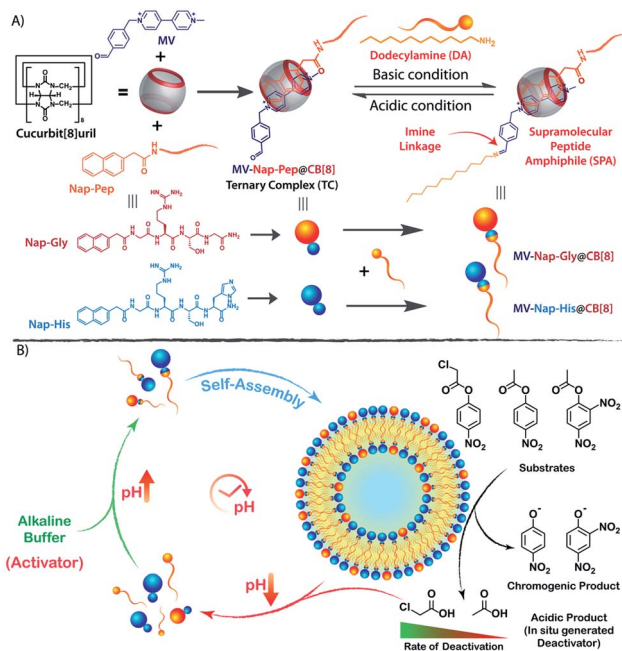 A)
MV
Cucurbit[8]uril
Nap-Pep
MV-Nap-Pep@CB[8]
Ternary Complex (TC)
Dodecylamine (DA)
Basic condition
Acidic condition
Imine
Linkage
Supramolecular
Peptide
Amphiphile (SPA)
Nap-Gly
Nap-His
MV-Nap-Gly@CB[8]
MV-Nap-His@CB[8]
B)
Self-Assembly
pH
pH
Alkaline
Buffer
(Activator)
pH
Substrates
Chromogenic Product
Acidic Product
(In situ generated
Deactivator)
Rate of Deactivation